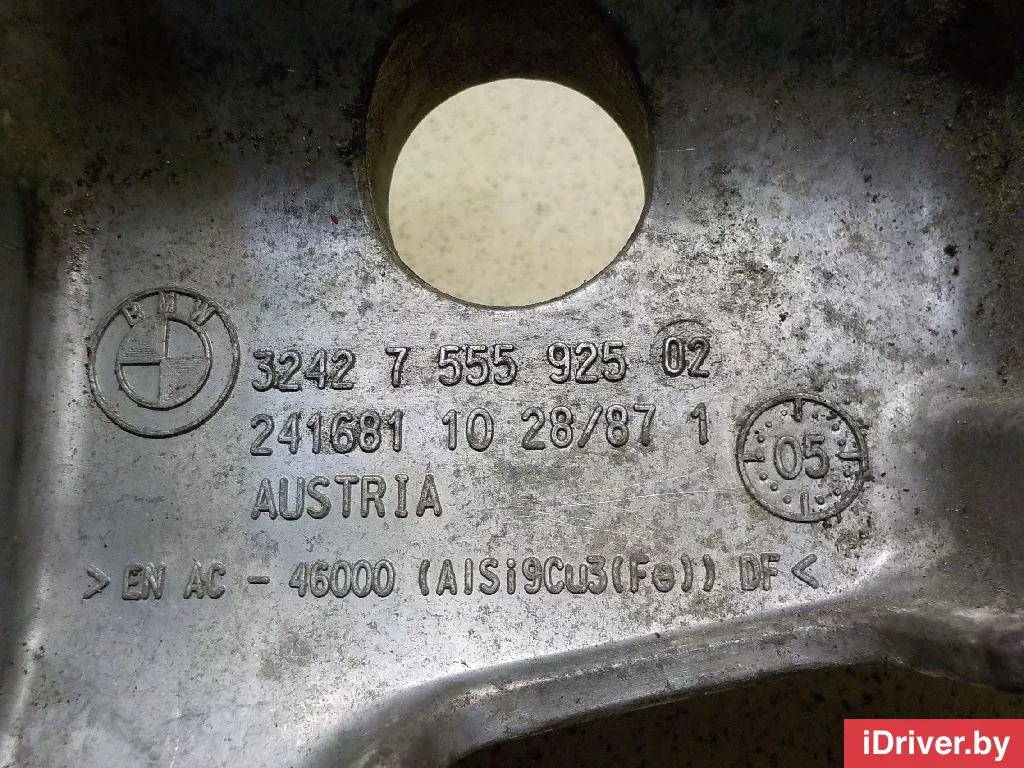 BMW
3242 7 555 925 02
241681 10 28/87 1
05
AUSTRIA
>EN AC - 46000 (AlSi9Cu3(Fe)) DF<
iDriver.by